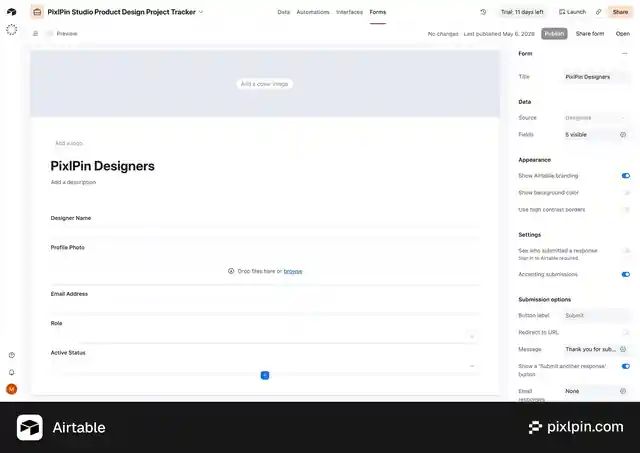 PixlPin Studio Product Design Project Tracker
Data Automations Interfaces Forms
Trial: 11 days left
Launch
Share
Preview
No changes Last published May 6, 2026
Publish
Share form
Open
Add a cover image
Add a logo
PixlPin Designers
Add a description
Designer Name
Profile Photo
Drop files here or browse
Email Address
Role
Active Status
Form
Title PixlPin Designers
Data
Source Designers
Fields 5 visible
Appearance
Show Airtable branding
Show background color
Use high contrast borders
Settings
See who submitted a response
Sign in to Airtable required.
Accepting submissions
Submission options
Button label Submit
Redirect to URL
Message Thank you for sub...
Show a 'Submit another response'
button
Email None
responses
M
Airtable
pixlpin.com